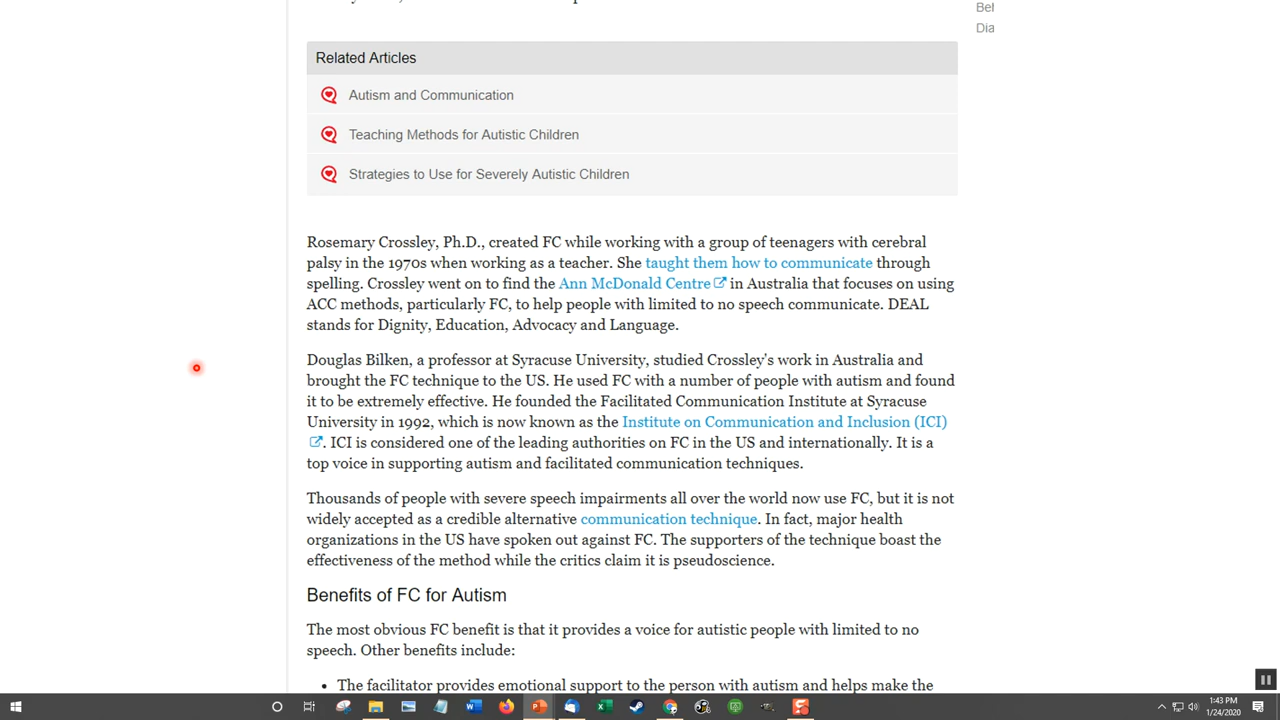 Bel
Dia
Related Articles
Autism and Communication
Teaching Methods for Autistic Children
Strategies to Use for Severely Autistic Children
Rosemary Crossley, Ph.D., created FC while working with a group of teenagers with cerebral
palsy in the 1970s when working as a teacher. She taught them how to communicate through
spelling. Crossley went on to find the Ann McDonald Centre in Australia that focuses on using
ACC methods, particularly FC, to help people with limited to no speech communicate. DEAL
stands for Dignity, Education, Advocacy and Language.
Douglas Bilken, a professor at Syracuse University, studied Crossley's work in Australia and
brought the FC technique to the US. He used FC with a number of people with autism and found
it to be extremely effective. He founded the Facilitated Communication Institute at Syracuse
University in 1992, which is now known as the Institute on Communication and Inclusion (ICI)
. ICI is considered one of the leading authorities on FC in the US and internationally. It is a
top voice in supporting autism and facilitated communication techniques.
Thousands of people with severe speech impairments all over the world now use FC, but it is not
widely accepted as a credible alternative communication technique. In fact, major health
organizations in the US have spoken out against FC. The supporters of the technique boast the
effectiveness of the method while the critics claim it is pseudoscience.
Benefits of FC for Autism
The most obvious FC benefit is that it provides a voice for autistic people with limited to no
speech. Other benefits include:
• The facilitator provides emotional support to the person with autism and helps make the
1:43 PM
1/24/2020